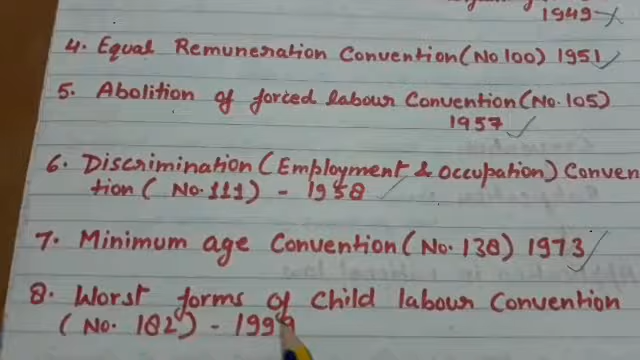 1949
4. Equal Remuneration Convention (No 100) 1951
5. Abolition of forced labour Convention (No. 105)
1957
6. Discrimination (Employment & Occupation) Conven
tion ( No. 111) - 1958
7. Minimum age Convention (No. 138) 1973
8. Worst forms of Child labour Convention
( No. 182) - 1999